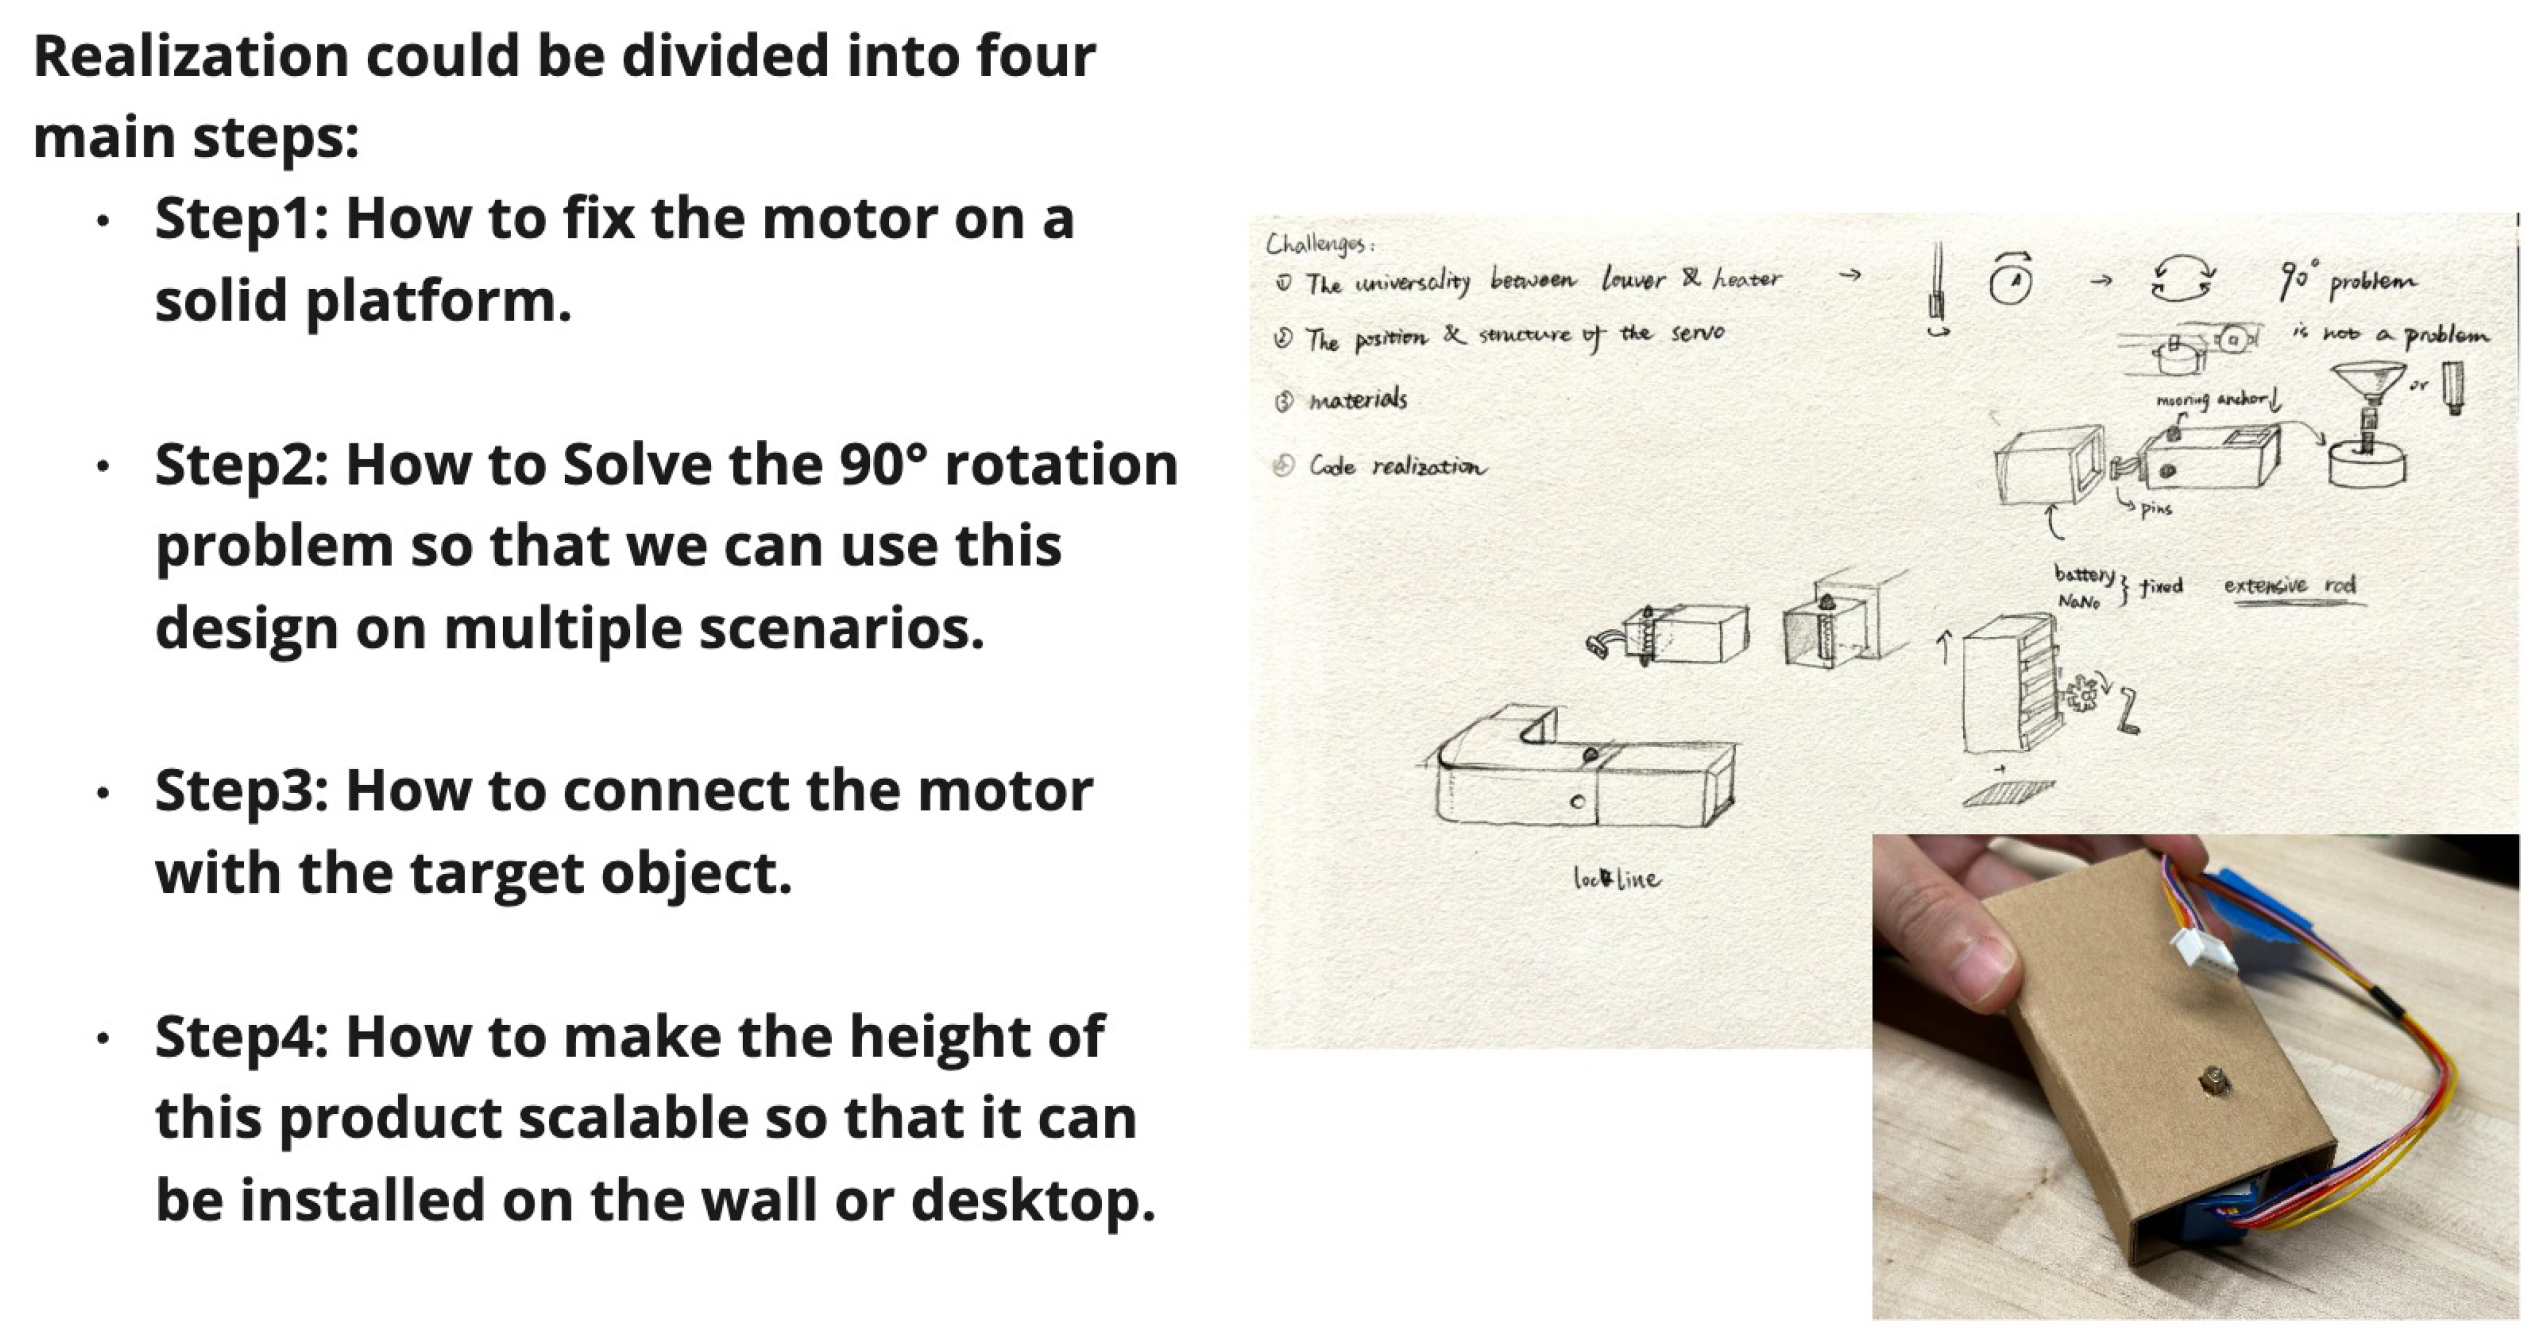 Realization could be divided into four
main steps:
• Step1: How to fix the motor on a
solid platform.
• Step2: How to Solve the 90° rotation
problem so that we can use this
design on multiple scenarios.
• Step3: How to connect the motor
with the target object.
• Step4: How to make the height of
this product scalable so that it can
be installed on the wall or desktop.
Challenges:
① The universality between louver & heater → → 90° problem
② The position & structure of the servo
is not a problem
③ materials
④ Code realization
or
mooring anchor
pins
battery } fixed
NaNo
extensive rod
lockline